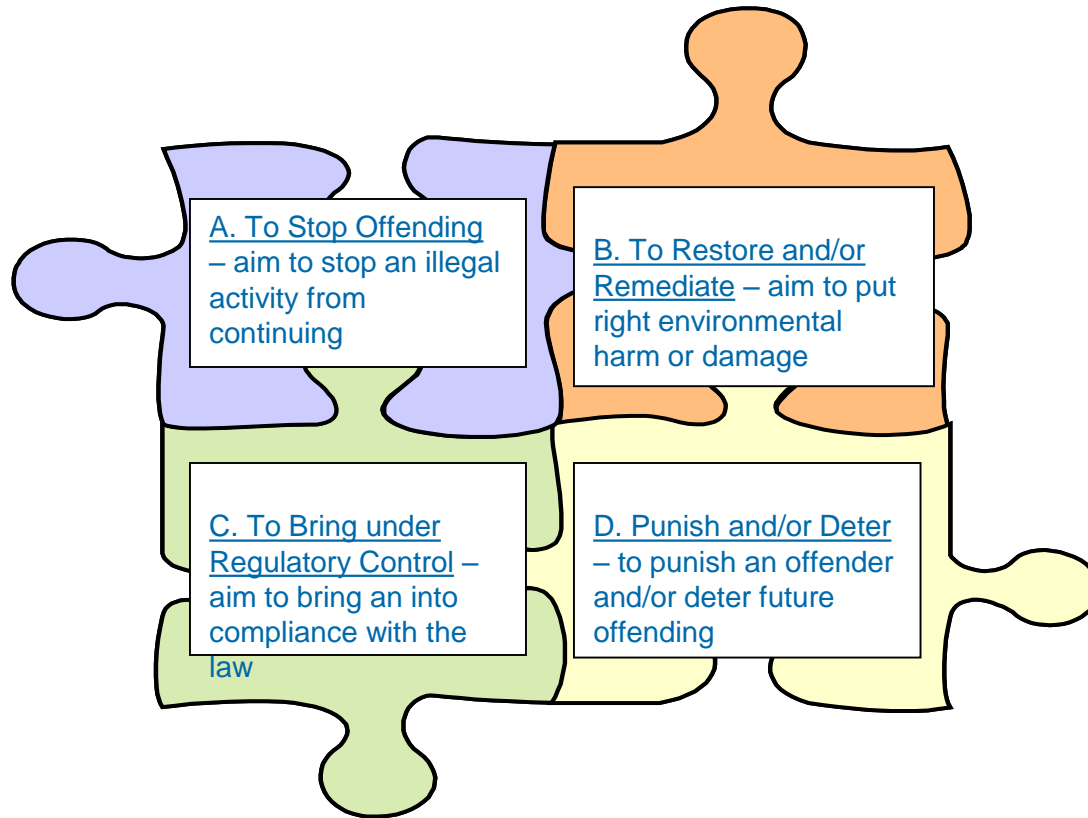 A. To Stop Offending
– aim to stop an illegal
activity from
continuing
B. To Restore and/or
Remediate – aim to put
right environmental
harm or damage
C. To Bring under
Regulatory Control –
aim to bring an into
compliance with the
law
D. Punish and/or Deter
– to punish an offender
and/or deter future
offending